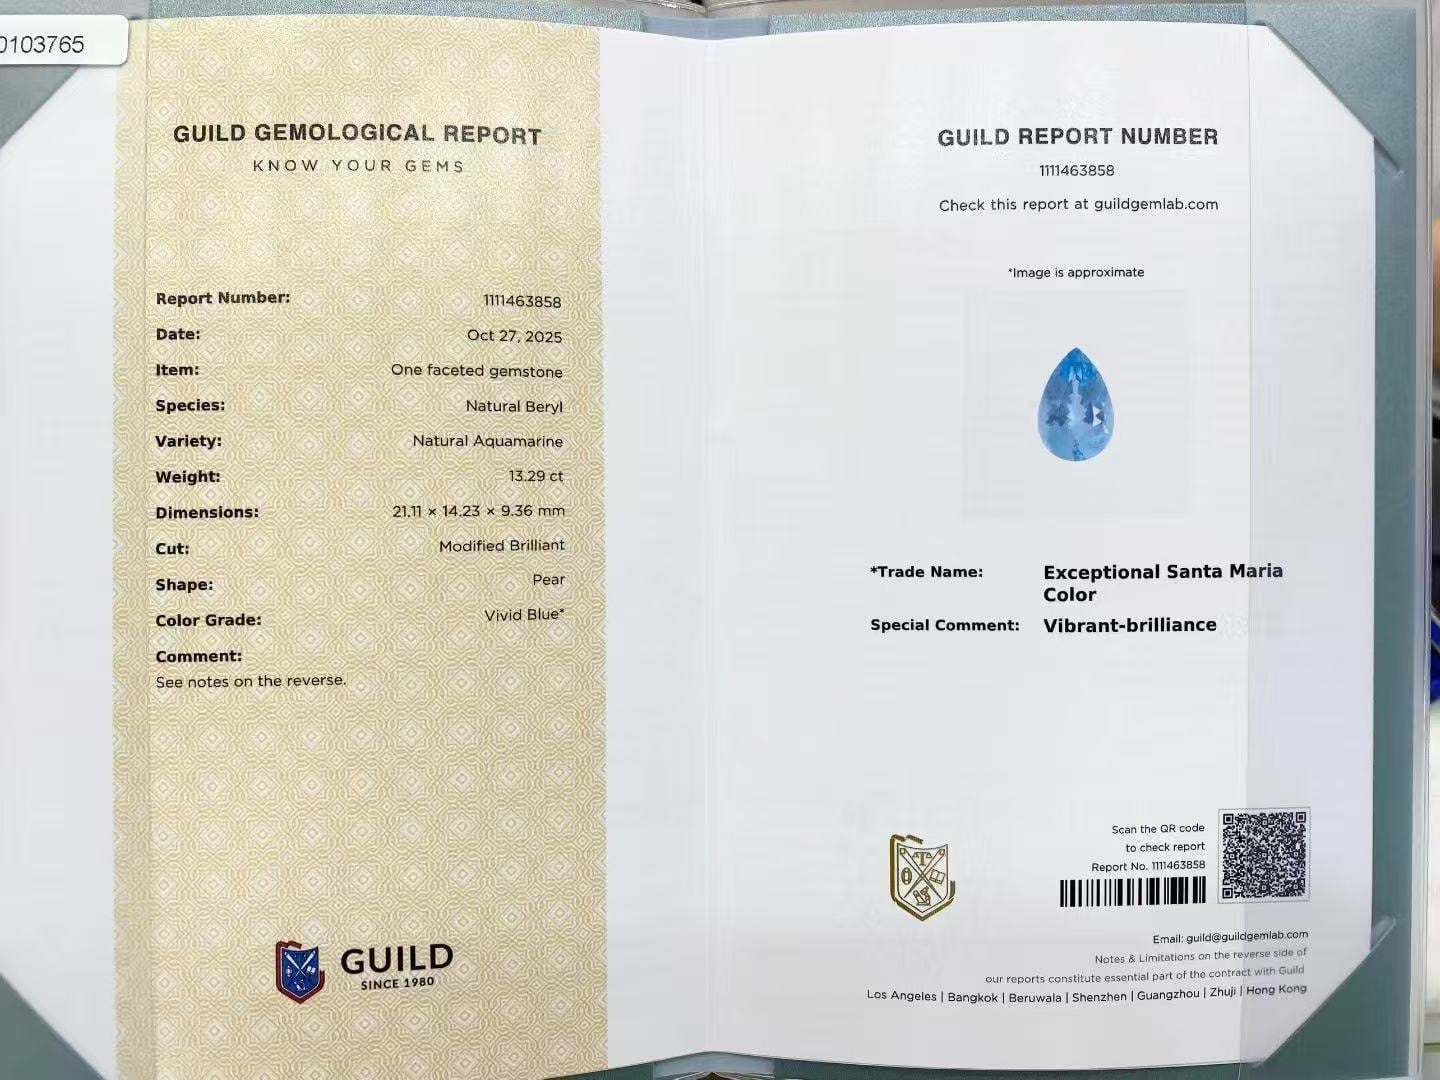 0103765
GUILD GEMOLOGICAL REPORT
KNOW YOUR GEMS
Report Number: 1111463858
Date: Oct 27, 2025
Item: One faceted gemstone
Species: Natural Beryl
Variety: Natural Aquamarine
Weight: 13.29 ct
Dimensions: 21.11 × 14.23 × 9.36 mm
Cut: Modified Brilliant
Shape: Pear
Color Grade: Vivid Blue*
Comment:
See notes on the reverse.
GUILD
SINCE 1980
GUILD REPORT NUMBER
1111463858
Check this report at guildgemlab.com
*Image is approximate
*Trade Name: Exceptional Santa Maria
Color
Special Comment: Vibrant-brilliance
Scan the QR code
to check report
Report No. 1111463858
Email: guild@guildgemlab.com
Notes & Limitations on the reverse side of
our reports constitute essential part of the contract with Guild
Los Angeles | Bangkok | Beruwala | Shenzhen | Guangzhou | Zhuji | Hong Kong